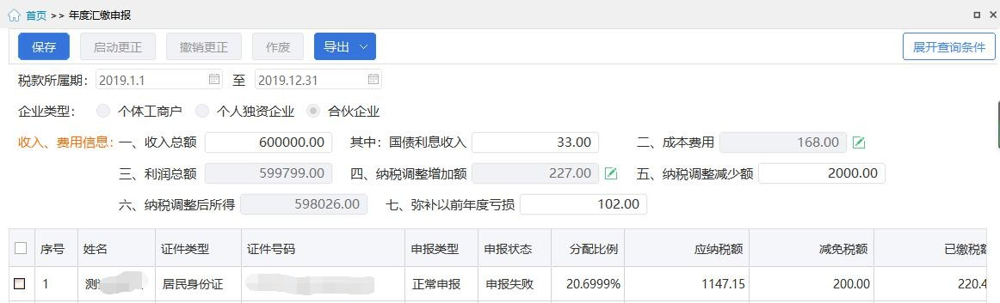 首页 >> 年度汇缴申报
保存 启动更正 撤销更正 作废 导出 展开查询条件
税款所属期: 2019.1.1 至 2019.12.31
企业类型: 个体工商户 个人独资企业 合伙企业
收入、费用信息: 一、收入总额 600000.00 其中: 国债利息收入 33.00 二、成本费用 168.00
三、利润总额 599799.00 四、纳税调整增加额 227.00 五、纳税调整减少额 2000.00
六、纳税调整后所得 598026.00 七、弥补以前年度亏损 102.00
序号 姓名 证件类型 证件号码 申报类型 申报状态 分配比例 应纳税额 减免税额 已缴税
1 居民身份证 正常申报 申报失败 20.6999% 1147.15 200.00 220.4